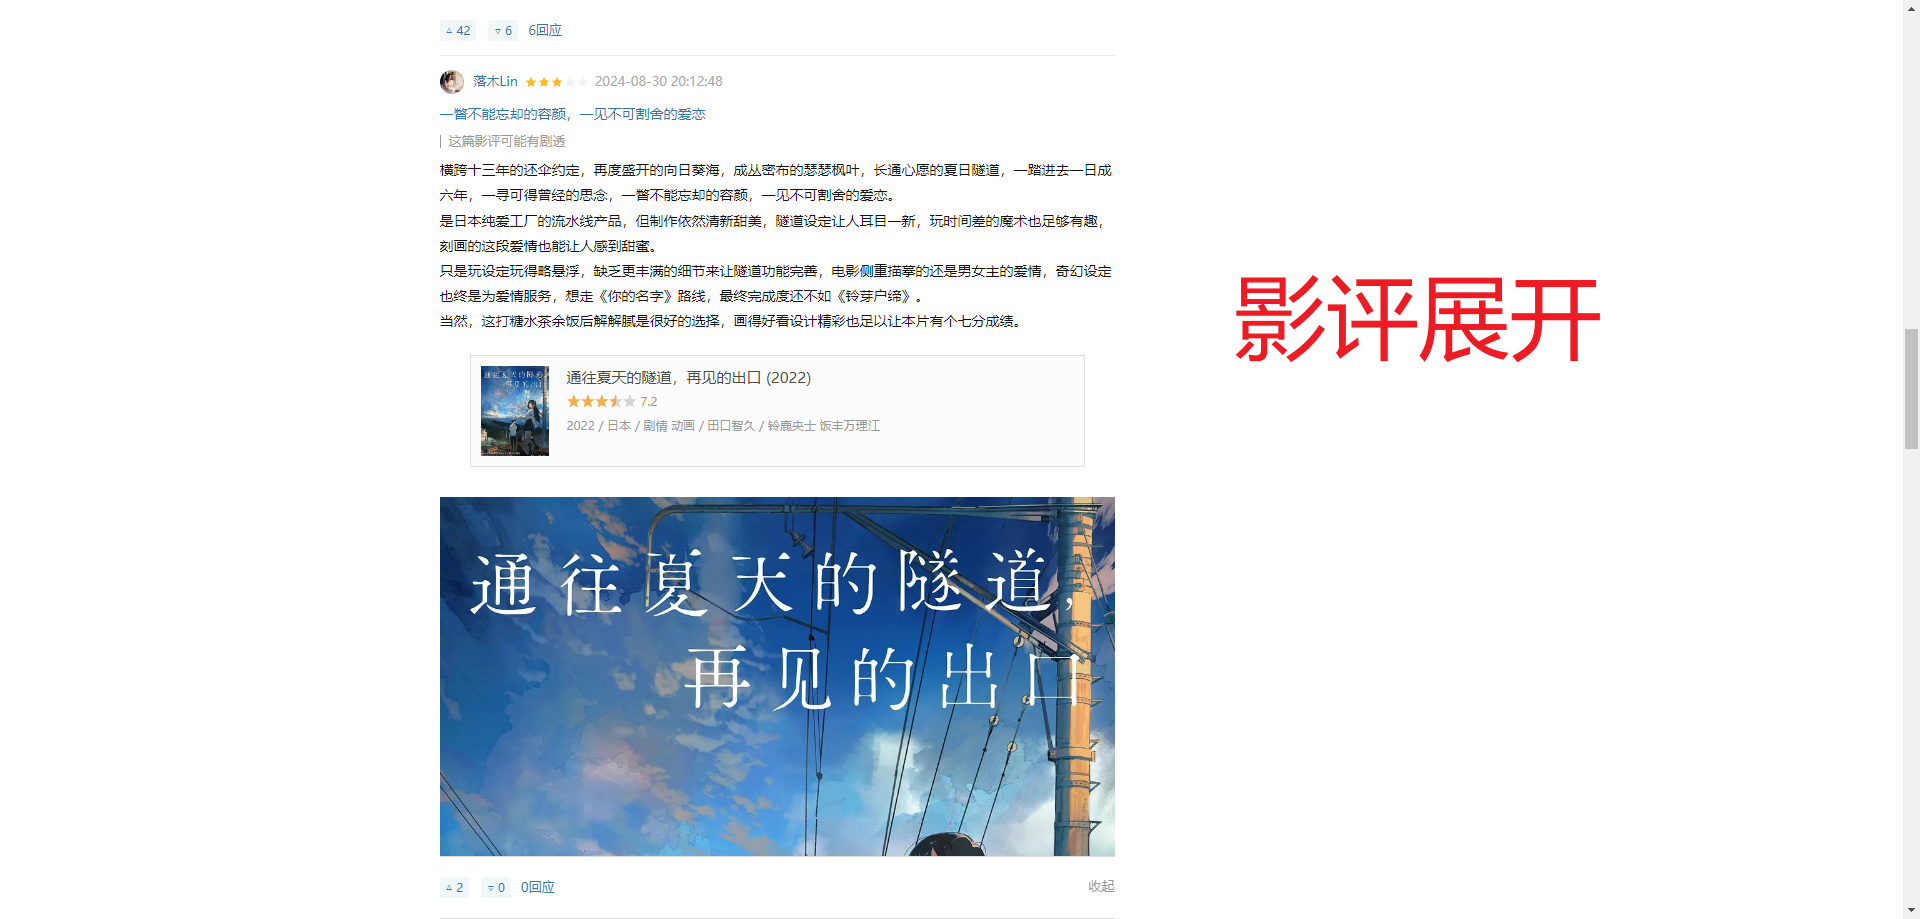 ▵ 42 ▿ 6 6回应
落木Lin ★★★★★ 2024-08-30 20:12:48
一瞥不能忘却的容颜，一见不可割舍的爱恋
这篇影评可能有剧透
横跨十三年的还伞约定，再度盛开的向日葵海，成丛密布的瑟瑟枫叶，长通心愿的夏日隧道，一踏进去一日成
六年，一寻可得曾经的思念，一瞥不能忘却的容颜，一见不可割舍的爱恋。
是日本纯爱工厂的流水线产品，但制作依然清新甜美，隧道设定让人耳目一新，玩时间差的魔术也足够有趣，
刻画的这段爱情也能让人感到甜蜜。
只是玩设定玩得略悬浮，缺乏更丰满的细节来让隧道功能完善，电影侧重描摹的还是男女主的爱情，奇幻设定
也终是为爱情服务，想走《你的名字》路线，最终完成度还不如《铃芽户缔》。
当然，这打糖水茶余饭后解解腻是很好的选择，画得好看设计精彩也足以让本片有个七分成绩。
影评展开
通往夏天的隧道,
再见的出口
通往夏天的隧道，再见的出口 (2022)
7.2
2022 / 日本 / 剧情 动画 / 田口智久 / 铃鹿央士 饭丰万理江
通往夏天的隧道,
再见的出口
▵ 2 ▿ 0 0回应 收起